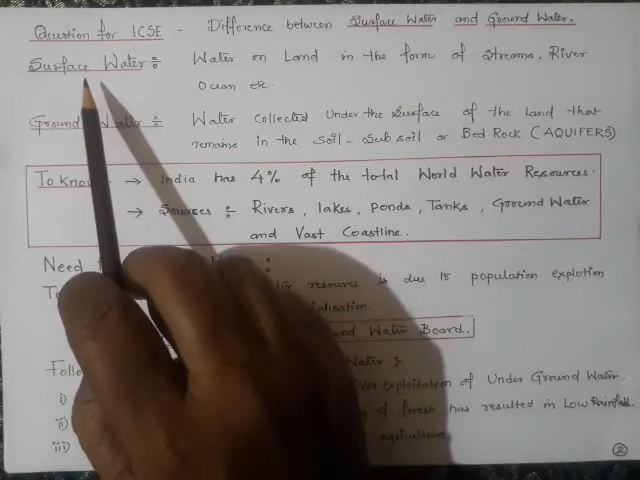 Question for ICSE - Difference between Surface Water and Ground Water.
Surface Water :- Water on Land in the form of Streams, River
Ocean etc
Ground Water :- Water collected Under the Surface of the Land that
remains in the Soil - Sub soil or Bed Rock (AQUIFERS)
To Know → India has 4% of the total World Water Resources.
→ Sourses :- Rivers, lakes, Ponds, Tanks, Ground Water
and Vast Coastline.
Need
resource is due to population explotion
Ground Water Board.
Water :
exploitation of Under Ground Water.
i)
ii) of forest has resulted in Low Rainfall.
iii) agriculture
2